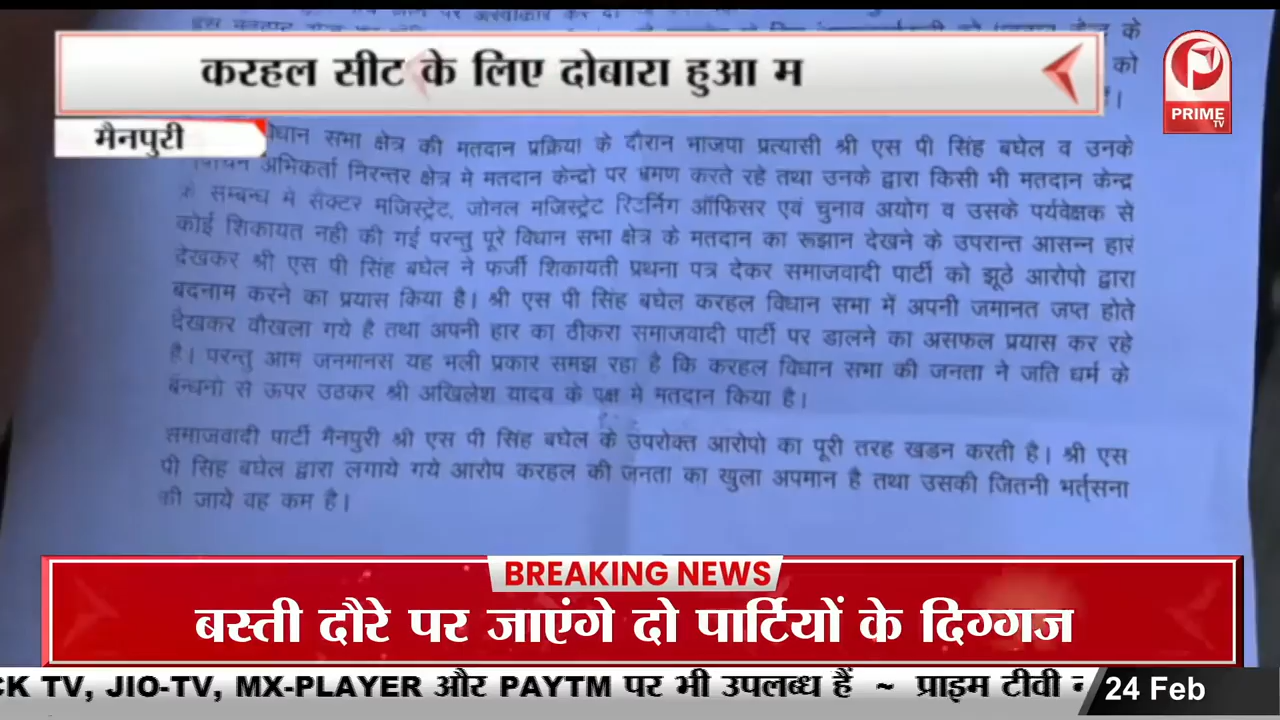 करहल सीट के लिए दोबारा हुआ म
PRIME
TV
मैनपुरी
के
को
विधान सभा क्षेत्र की मतदान प्रक्रिया के दौरान भाजपा प्रत्यासी श्री एस पी सिंह बघेल व उनके
अभिकर्ता निरन्तर क्षेत्र मे मतदान केन्दो पर भ्रमण करते रहे तथा उनके द्वारा किसी भी मतदान केन्द्र
के सम्बन्ध मे सेक्टर मजिस्ट्रेट, जोनल मजिस्ट्रेट रिटर्निंग ऑफिसर एवं चुनाव अयोग व उसके पर्यवेक्षक से
कोई शिकायत नही की गई परन्तु पूरे विधान सभा क्षेत्र के मतदान का रूझान देखने के उपरान्त आसन्न हार
देखकर श्री एस पी सिंह बघेल ने फर्जी शिकायती प्रथना पत्र देकर समाजवादी पार्टी को झूठे आरोपो द्वारा
बदनाम करने का प्रयास किया है। श्री एस पी सिंह बघेल करहल विधान सभा में अपनी जमानत जप्त होते
देखकर वौखला गये है तथा अपनी हार का ठीकरा समाजवादी पार्टी पर डालने का असफल प्रयास कर रहे
है। परन्तु आम जनमानस यह भली प्रकार समझ रहा है कि करहल विधान सभा की जनता ने जति धर्म के
बन्धनो से ऊपर उठकर श्री अखिलेश यादव के पक्ष मे मतदान किया है।
समाजवादी पार्टी मैनपुरी श्री एस पी सिंह बघेल के उपरोक्त आरोपो का पूरी तरह खडन करती है। श्री एस
पी सिंह बघेल द्वारा लगाये गये आरोप करहल की जनता का खुला अपमान है तथा उसकी जितनी भर्त्सना
की जाये वह कम है।
BREAKING NEWS
बस्ती दौरे पर जाएंगे दो पार्टियों के दिग्गज
CK TV, JIO-TV, MX-PLAYER और PAYTM पर भी उपलब्ध हैं ~ प्राइम टीवी
24 Feb